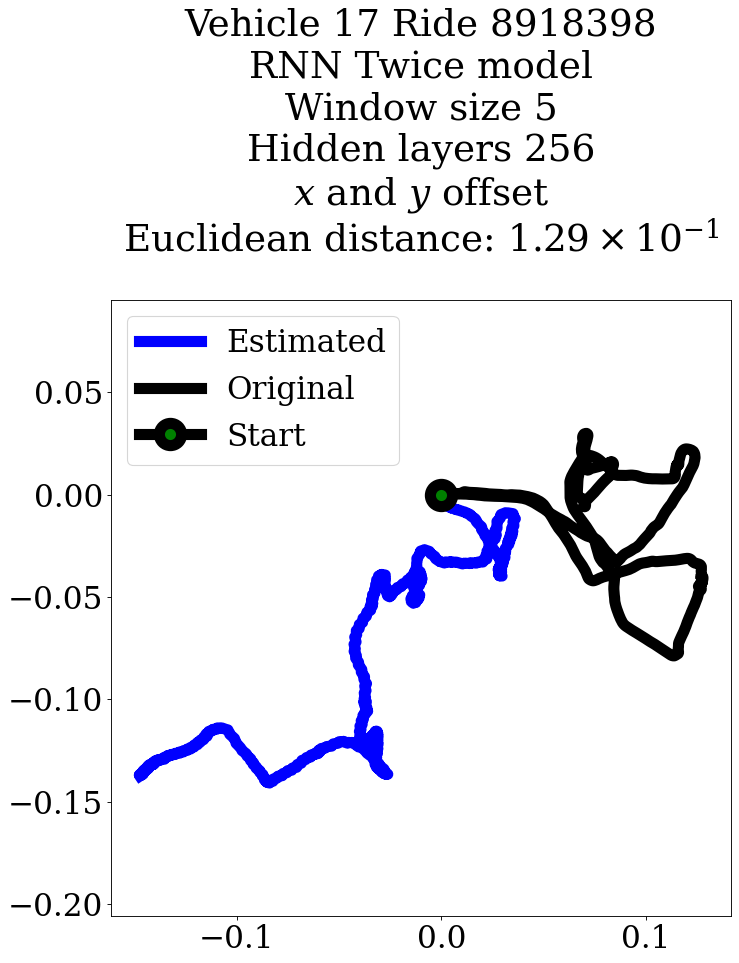 Vehicle 17 Ride 8918398
RNN Twice model
Window size 5
Hidden layers 256
x and y offset
Euclidean distance: 1.29 × 10⁻¹
Estimated
Original
Start
0.05
0.00
−0.05
−0.10
−0.15
−0.20
−0.1
0.0
0.1